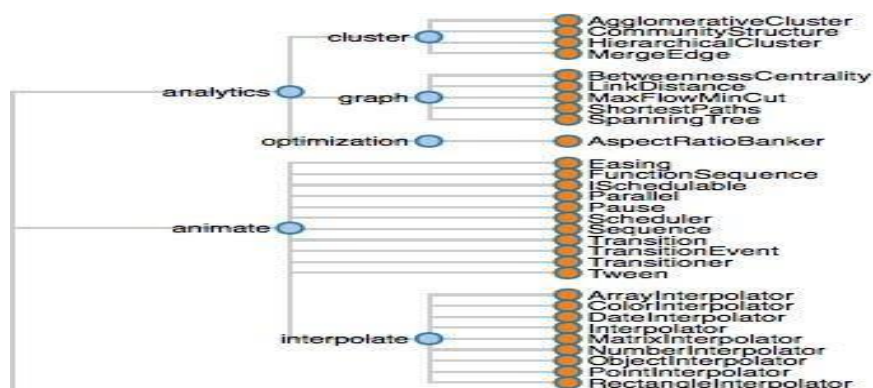 AgglomerativeCluster
CommunityStructure
cluster
HierarchicalCluster
MergeEdge
BetweennessCentrality
LinkDistance
analytics
graph
MaxFlowMinCut
ShortestPaths
SpanningTree
optimization
AspectRatioBanker
Easing
FunctionSequence
ISchedulable
Parallel
Pause
Scheduler
animate
Sequence
Transition
TransitionEvent
Transitioner
Tween
ArrayInterpolator
ColorInterpolator
DateInterpolator
Interpolator
interpolate
MatrixInterpolator
NumberInterpolator
ObjectInterpolator
PointInterpolator
RectangleInterpolator